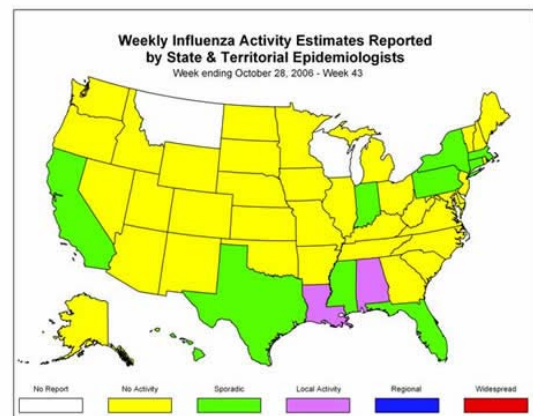 Weekly Influenza Activity Estimates Reported
by State & Territorial Epidemiologists
Week ending October 28, 2006 - Week 43
No Report
No Activity
Sporadic
Local Activity
Regional
Widespread